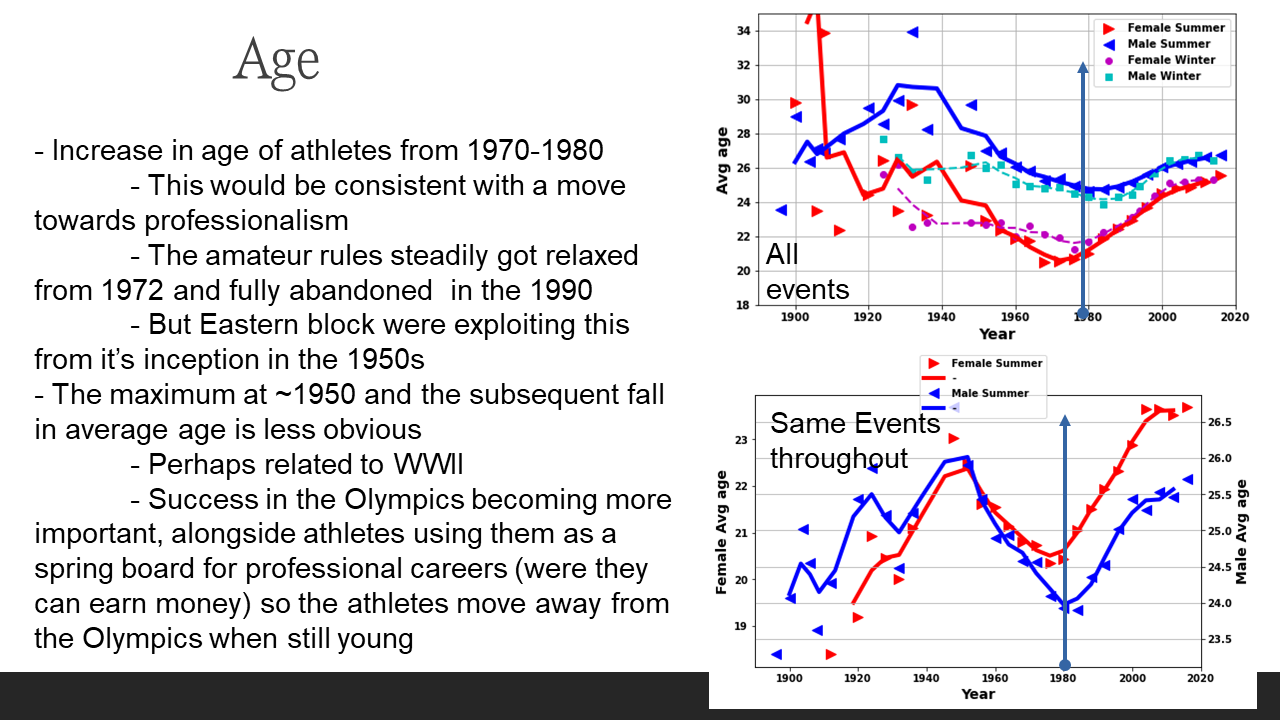 Age
- Increase in age of athletes from 1970-1980
- This would be consistent with a move
towards professionalism
- The amateur rules steadily got relaxed
from 1972 and fully abandoned  in the 1990
- But Eastern block were exploiting this
from it’s inception in the 1950s
- The maximum at ~1950 and the subsequent fall
in average age is less obvious
- Perhaps related to WWII
- Success in the Olympics becoming more
important, alongside athletes using them as a
spring board for professional careers (were they
can earn money) so the athletes move away from
the Olympics when still young
Female Summer
Male Summer
Female Winter
Male Winter
34
32
30
28
26
24
22
20
18
Avg age
All
events
1900 1920 1940 1960 1980 2000 2020
Year
Female Summer
-
Male Summer
-
Same Events
throughout
23
22
21
20
19
Female Avg age
26.5
26.0
25.5
25.0
24.5
24.0
23.5
Male Avg age
1900 1920 1940 1960 1980 2000 2020
Year